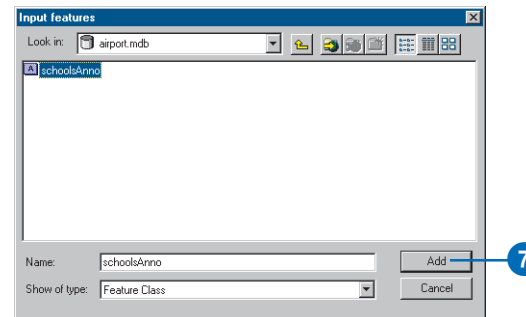 Input features
Look in: airport.mdb
A schoolsAnno
Name: schoolsAnno Add 7
Show of type: Feature Class Cancel